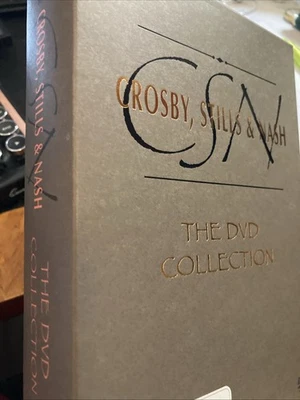 CROSBY, STILLS & NASH
CSN
THE DVD
COLLECTION
CROSBY, STILLS & NASH
CSN
THE DVD
COLLECTION